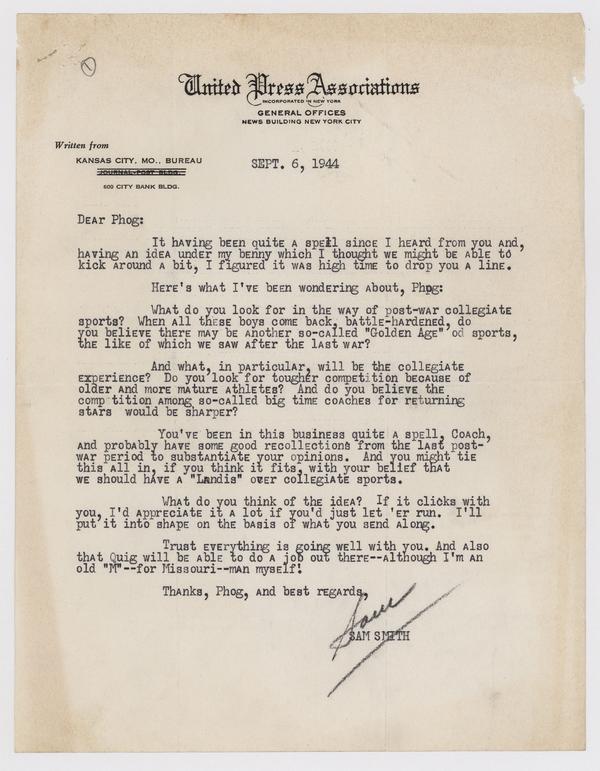 1
United Press Associations
INCORPORATED IN NEW YORK
GENERAL OFFICES
NEWS BUILDING NEW YORK CITY
Written from
KANSAS CITY, MO., BUREAU
JOURNAL-POST BLDG.
600 CITY BANK BLDG.
SEPT. 6, 1944
DEAR PHOG:
IT HAVING BEEN QUITE A SPELL SINCE I HEARD FROM YOU AND,
HAVING AN IDEA UNDER MY BENNY WHICH I THOUGHT WE MIGHT BE ABLE TO
KICK AROUND A BIT, I FIGURED IT WAS HIGH TIME TO DROP YOU A LINE.
HERE'S WHAT I'VE BEEN WONDERING ABOUT, PHOG:
WHAT DO YOU LOOK FOR IN THE WAY OF POST-WAR COLLEGIATE
SPORTS? WHEN ALL THESE BOYS COME BACK, BATTLE-HARDENED, DO
YOU BELIEVE THERE MAY BE ANOTHER SO-CALLED "GOLDEN AGE" OD SPORTS,
THE LIKE OF WHICH WE SAW AFTER THE LAST WAR?
AND WHAT, IN PARTICULAR, WILL BE THE COLLEGIATE
EXPERIENCE? DO YOU LOOK FOR TOUGHER COMPETITION BECAUSE OF
OLDER AND MORE MATURE ATHLETES? AND DO YOU BELIEVE THE
COMP TITION AMONG SO-CALLED BIG TIME COACHES FOR RETURNING
STARS WOULD BE SHARPER?
YOU'VE BEEN IN THIS BUSINESS QUITE A SPELL, COACH,
AND PROBABLY HAVE SOME GOOD RECOLLECTIONS FROM THE LAST POST-
WAR PERIOD TO SUBSTANTIATE YOUR OPINIONS. AND YOU MIGHT TIE
THIS ALL IN, IF YOU THINK IT FITS, WITH YOUR BELIEF THAT
WE SHOULD HAVE A "LANDIS" OVER COLLEGIATE SPORTS.
WHAT DO YOU THINK OF THE IDEA? IF IT CLICKS WITH
YOU, I'D APPRECIATE IT A LOT IF YOU'D JUST LET 'ER RUN. I'LL
PUT IT INTO SHAPE ON THE BASIS OF WHAT YOU SEND ALONG.
TRUST EVERYTHING IS GOING WELL WITH YOU. AND ALSO
THAT QUIG WILL BE ABLE TO DO A JOB OUT THERE--ALTHOUGH I'M AN
OLD "M"--FOR MISSOURI--MAN MYSELF!
THANKS, PHOG, AND BEST REGARDS,
Sam
SAM SMITH